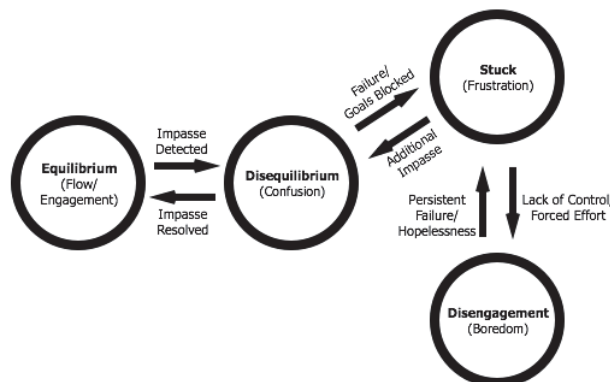 Equilibrium
(Flow/
Engagement)
Impasse
Detected
Impasse
Resolved
Disequilibrium
(Confusion)
Failure/
Goals Blocked
Additional
Impasse
Stuck
(Frustration)
Persistent
Failure/
Hopelessness
Lack of Control/
Forced Effort
Disengagement
(Boredom)